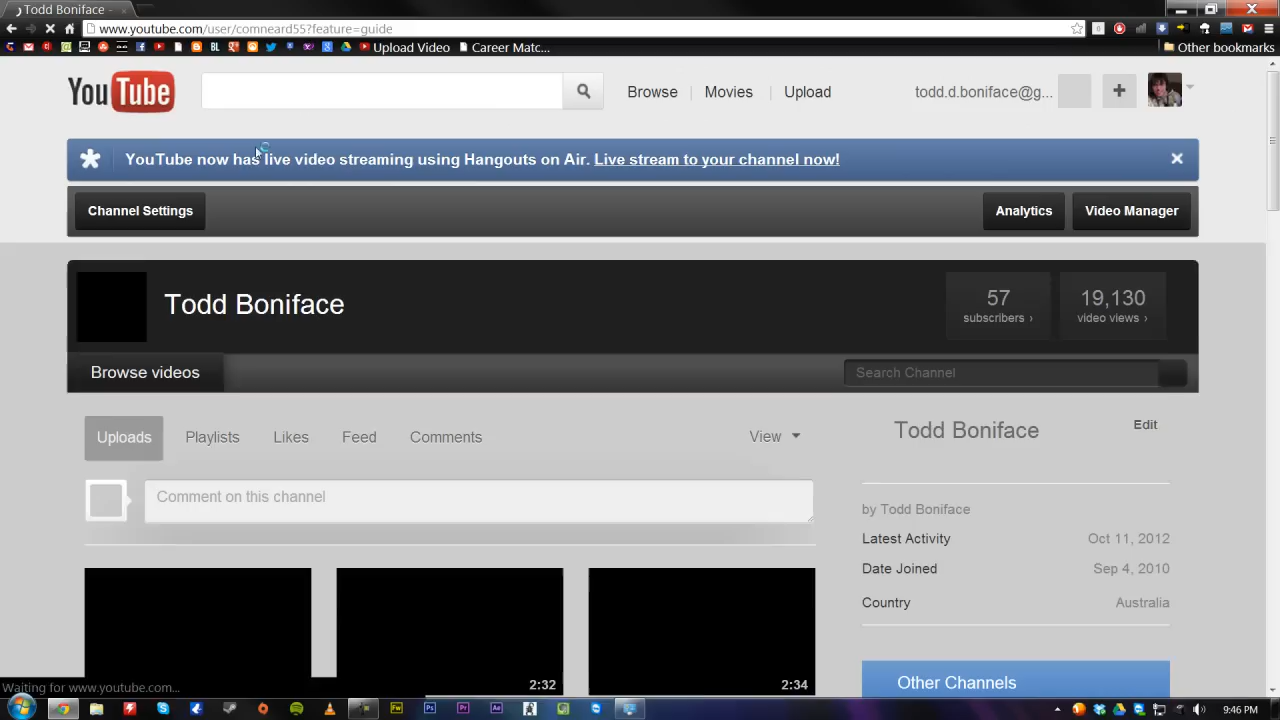 Todd Boniface -
www.youtube.com/user/comneard55?feature=guide
Upload Video
Career Matc...
Other bookmarks
YouTube
Browse
Movies
Upload
todd.d.boniface@g...
YouTube now has live video streaming using Hangouts on Air. Live stream to your channel now!
Channel Settings
Analytics
Video Manager
Todd Boniface
57
subscribers ›
19,130
video views ›
Browse videos
Search Channel
Uploads
Playlists
Likes
Feed
Comments
View
Todd Boniface
Edit
Comment on this channel
by Todd Boniface
Latest Activity
Oct 11, 2012
Date Joined
Sep 4, 2010
Country
Australia
2:32
2:34
Other Channels
Waiting for www.youtube.com...
9:46 PM